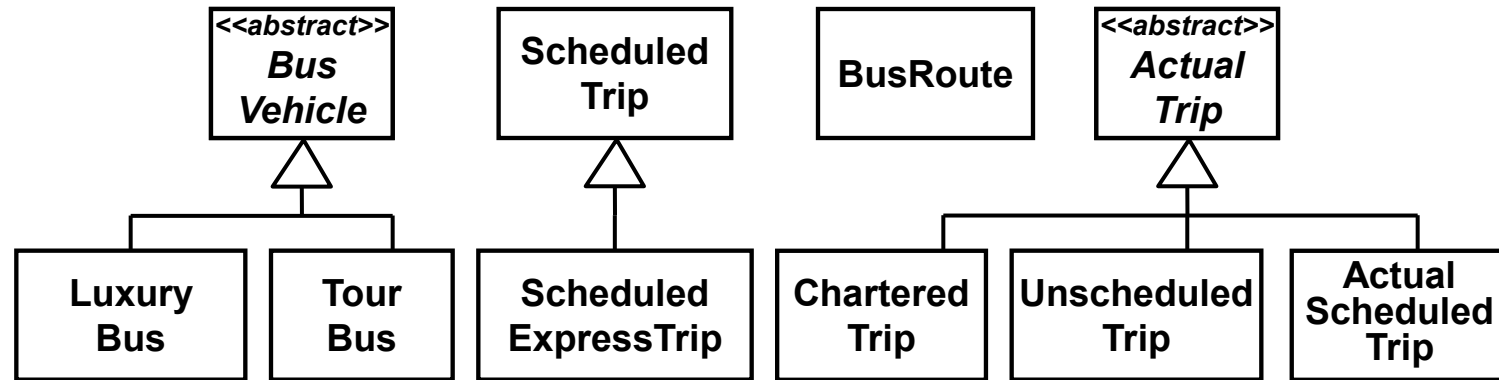 <<abstract>>
Bus
Vehicle
Scheduled
Trip
BusRoute
<<abstract>>
Actual
Trip
Luxury
Bus
Tour
Bus
Scheduled
ExpressTrip
Chartered
Trip
Unscheduled
Trip
Actual
Scheduled
Trip